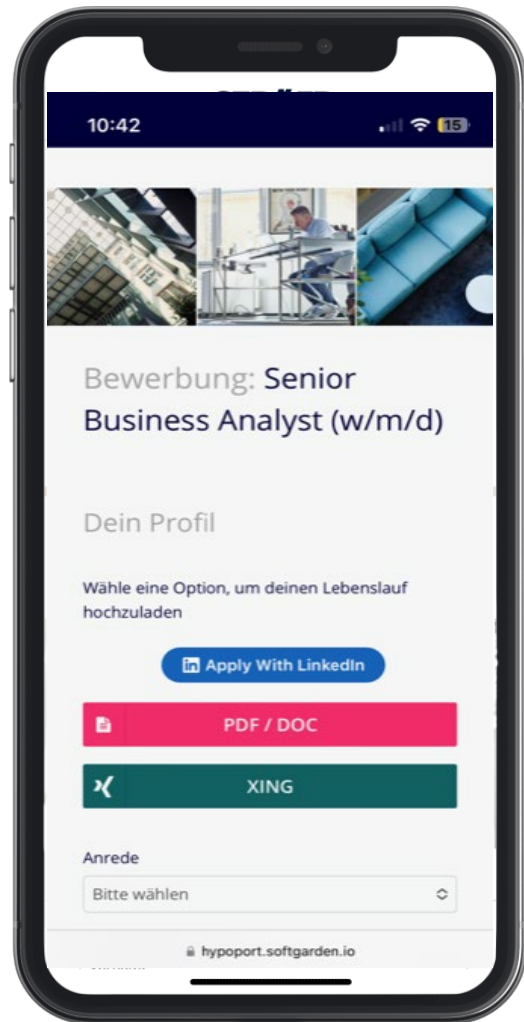 10:42
15
Bewerbung: Senior
Business Analyst (w/m/d)
Dein Profil
Wähle eine Option, um deinen Lebenslauf
hochzuladen
in Apply With LinkedIn
PDF / DOC
XING
Anrede
Bitte wählen
hypoport.softgarden.io